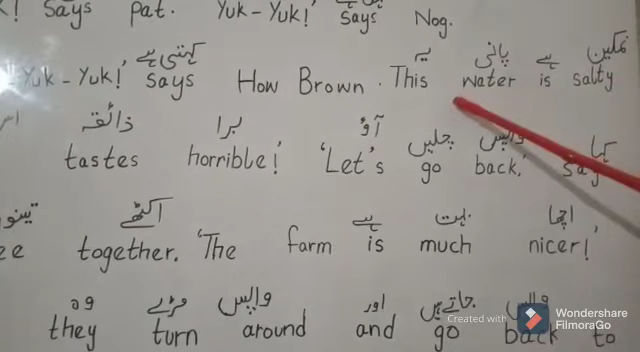 ! says pat. Yuk-Yuk!' says Nog.
کہتی ہے یہ پانی ہے نمکین
Yuk-Yuk!' says How Brown. This water is salty
ذائقہ برا آؤ چلیں واپس کہا
tastes horrible! 'Let's go back,' say
اکٹھے ہے بہت اچھا
together. 'The farm is much nicer!'
وہ مڑے واپس اور جاتے ہیں واپس
they turn around and go back to
Created with Wondershare FilmoraGo